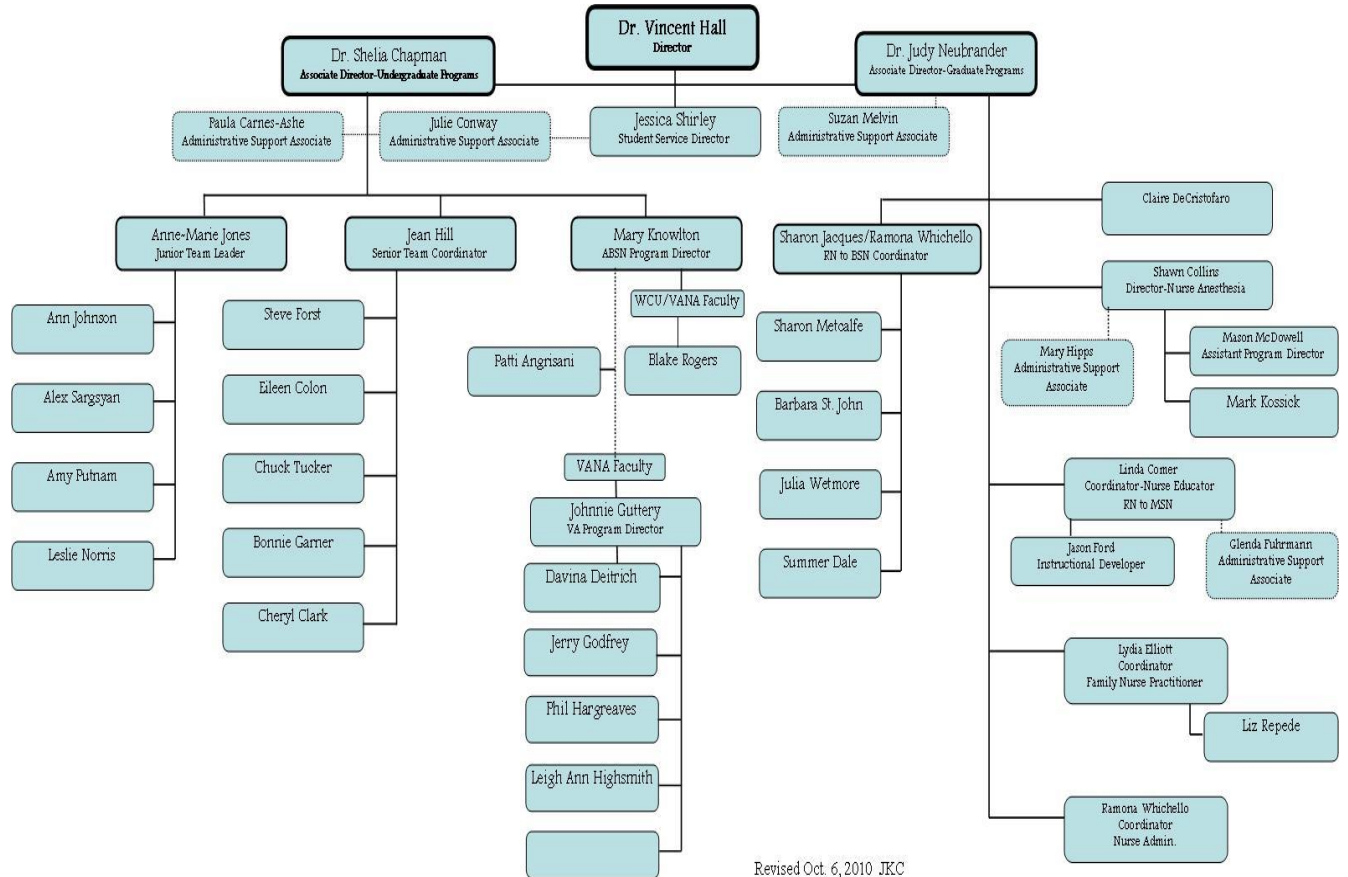 Dr. Vincent Hall
Director
Dr. Shelia Chapman
Associate Director-Undergraduate Programs
Dr. Judy Neubrander
Associate Director-Graduate Programs
Paula Carnes-Ashe
Administrative Support Associate
Julie Conway
Administrative Support Associate
Jessica Shirley
Student Service Director
Suzan Melvin
Administrative Support Associate
Anne-Marie Jones
Junior Team Leader
Jean Hill
Senior Team Coordinator
Mary Knowlton
ABSN Program Director
Sharon Jacques/Ramona Whichello
RN to BSN Coordinator
Claire DeCristofaro
Shawn Collins
Director-Nurse Anesthesia
Ann Johnson
Alex Sargsyan
Amy Putnam
Leslie Norris
Steve Forst
Eileen Colon
Chuck Tucker
Bonnie Garner
Cheryl Clark
WCU/VANA Faculty
Patti Angrisani
Blake Rogers
VANA Faculty
Johnnie Guttery
VA Program Director
Davina Deitrich
Jerry Godfrey
Phil Hargreaves
Leigh Ann Highsmith
Sharon Metcalfe
Barbara St. John
Julia Wetmore
Summer Dale
Mary Hipps
Administrative Support
Associate
Mason McDowell
Assistant Program Director
Mark Kossick
Linda Comer
Coordinator-Nurse Educator
RN to MSN
Jason Ford
Instructional Developer
Glenda Fuhrmann
Administrative Support
Associate
Lydia Elliott
Coordinator
Family Nurse Practitioner
Liz Repede
Ramona Whichello
Coordinator
Nurse Admin.
Revised Oct. 6, 2010 JKC